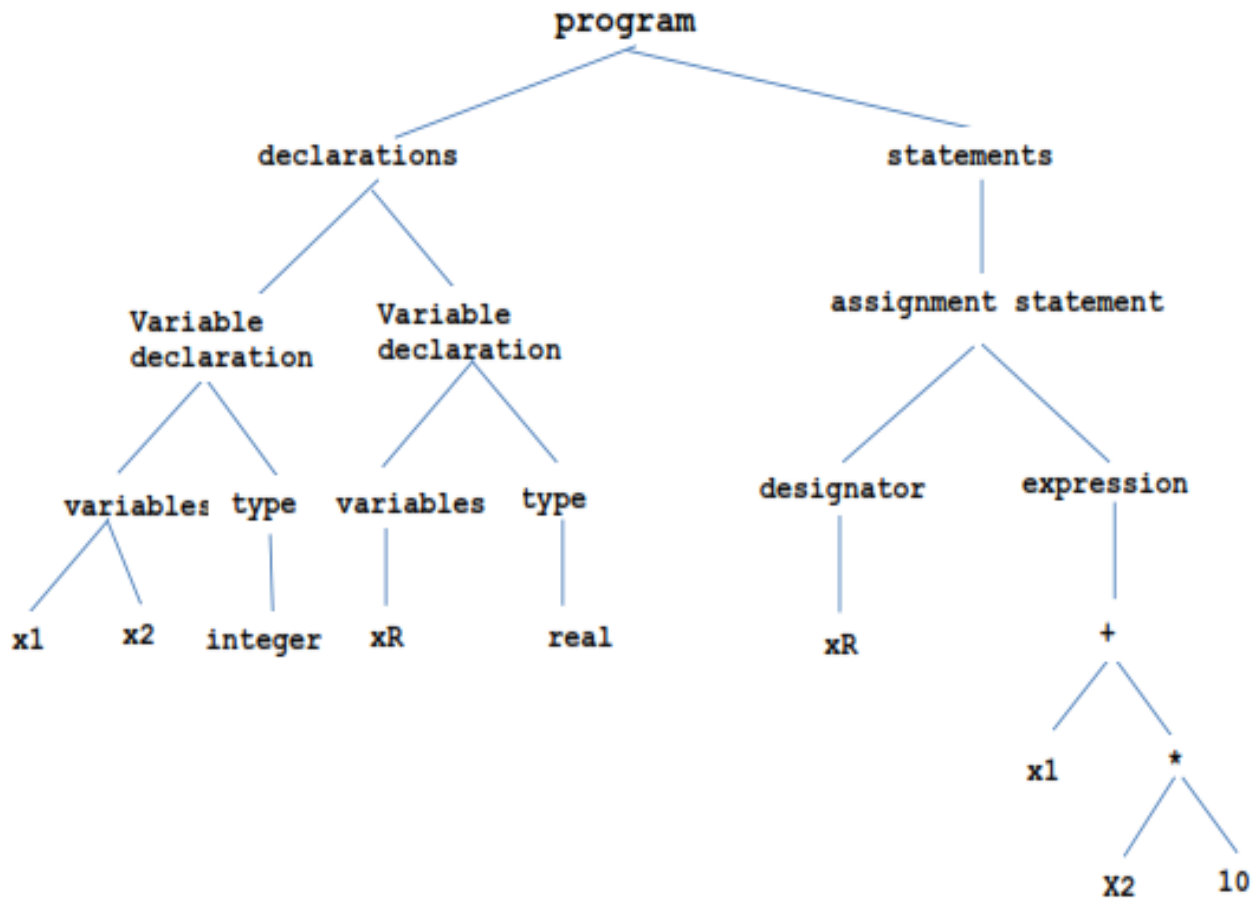 program
declarations
statements
Variable
declaration
Variable
declaration
assignment statement
variables
type
variables
type
designator
expression
x1
x2
integer
xR
real
xR
+
x1
*
X2
10